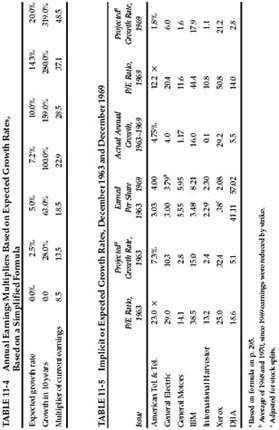 TABLE 11-4 Annual Earnings Multipliers Based on Expected Growth Rates,
Based on a Simplified Formula
Expected growth rate 0.0% 2.5% 5.0% 7.2% 10.0% 14.3% 20.0%
Growth in 10 years 0.0 28.0% 63.0% 100.0% 159.0% 280.0% 319.0%
Multiplier of current earnings 8.5 13.5 18.5 22.9 28.5 37.1 48.5
TABLE 11-5 Implicit or Expected Growth Rates, December 1963 and December 1969
Issue P/E Ratio, 1963 Projectedª Growth Rate, 1963 Earned Per Share 1963 1969 Actual Annual Growth 1963–1969 P/E Ratio, 1969 Projectedª Growth Rate, 1969
American Tel. & Tel. 23.0 × 7.3% 3.03 4.00 4.75% 12.2 × 1.8%
General Electric 29.0 10.3 3.00 3.79ᵇ 4.0 20.4 6.0
General Motors 14.1 2.8 5.55 5.95 1.17 11.6 1.6
IBM 38.5 15.0 3.48ᶜ 8.21 16.0 44.4 17.9
International Harvester 13.2 2.4 2.29ᶜ 2.30 0.1 10.8 1.1
Xerox 25.0 32.4 .38ᶜ 2.08 29.2 50.8 21.2
DJIA 18.6 5.1 41.11 57.02 5.5 14.0 2.8
ª Based on formula on p. 295.
ᵇ Average of 1968 and 1970, since 1969 earnings were reduced by strike.
ᶜ Adjusted for stock splits.